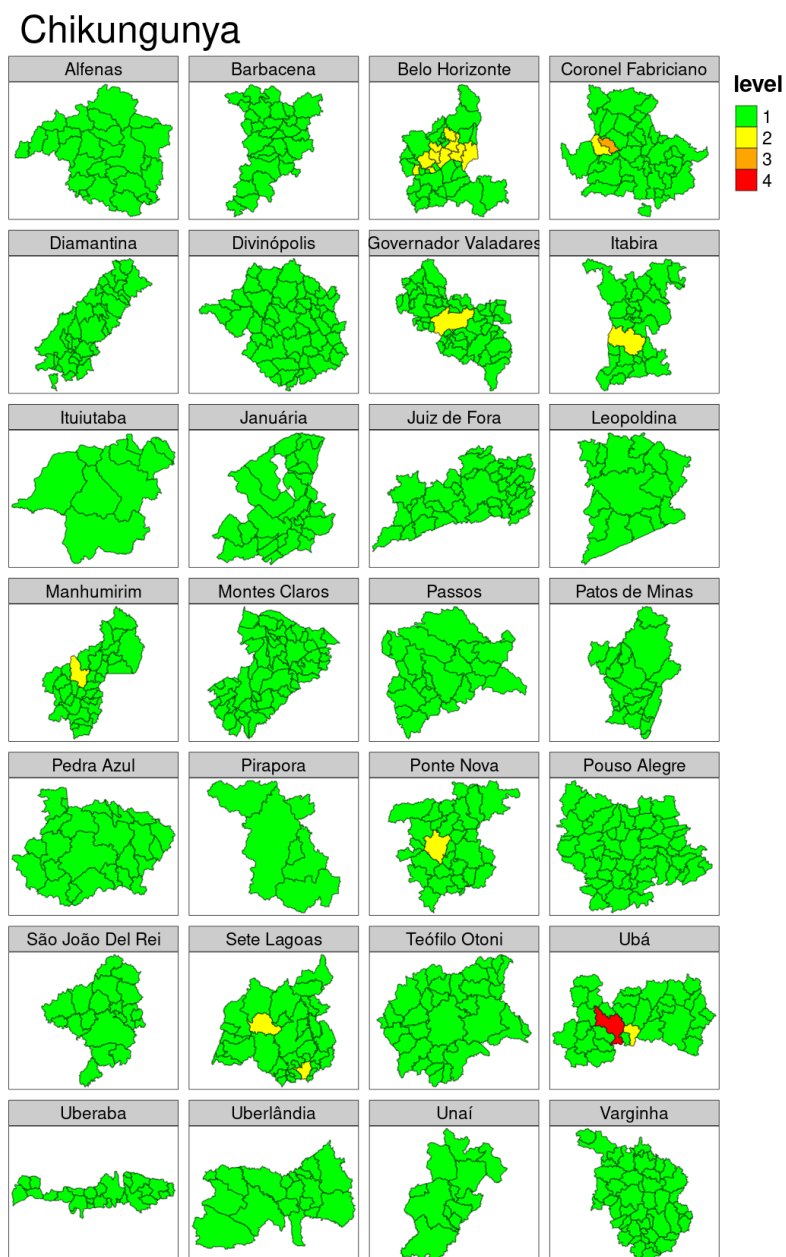 Chikungunya
Alfenas
Barbacena
Belo Horizonte
Coronel Fabriciano
level
1
2
3
4
Diamantina
Divinópolis
Governador Valadares
Itabira
Ituiutaba
Januária
Juiz de Fora
Leopoldina
Manhumirim
Montes Claros
Passos
Patos de Minas
Pedra Azul
Pirapora
Ponte Nova
Pouso Alegre
São João Del Rei
Sete Lagoas
Teófilo Otoni
Ubá
Uberaba
Uberlândia
Unaí
Varginha